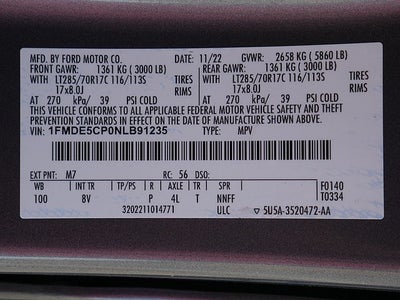 MFD. BY FORD MOTOR CO. 11/22 GVWR: 2658 KG ( 5860 LB)
FRONT GAWR: 1361 KG ( 3000 LB) REAR GAWR: 1361 KG ( 3000 LB)
WITH LT285/70R17C 116/113S TIRES WITH LT285/70R17C 116/113S TIRES
17x8.0J RIMS 17x8.0J RIMS
AT 270 kPa/ 39 PSI COLD AT 270 kPa/ 39 PSI COLD
THIS VEHICLE CONFORMS TO ALL APPLICABLE FEDERAL MOTOR VEHICLE SAFETY AND THEFT
PREVENTION STANDARDS IN EFFECT ON THE DATE OF MANUFACTURE SHOWN ABOVE.
VIN: 1FMDE5CP0NLB91235 TYPE: MPV
EXT PNT: M7 RC: 56 DSO:
WB INT TR TP/PS R AXLE TR SPR F0140
100 8V P 4L T NNFF T0334
3202211014771 ULC 5U5A-3520472-AA